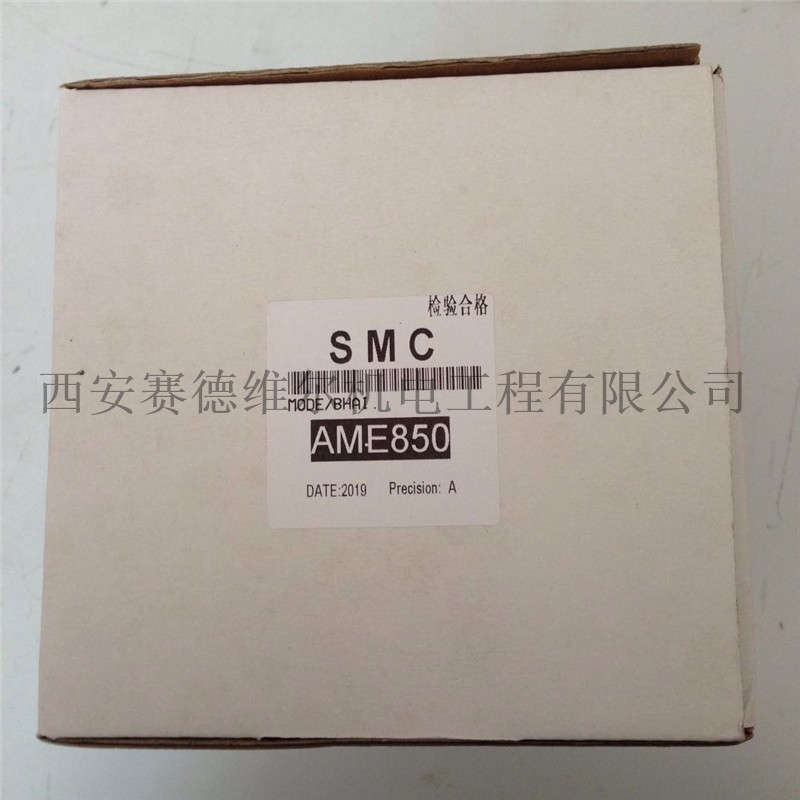 检验合格
SMC
西安赛德维尔机电工程有限公司
MODE/BHAI.
AME850
DATE:2019 Precision: A